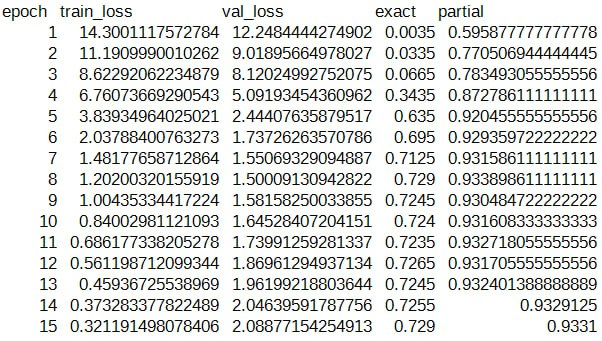 epoch train_loss val_loss exact partial
1 14.3001117572784 12.2484444274902 0.0035 0.595877777777778
2 11.1909990010262 9.01895664978027 0.0335 0.770506944444445
3 8.62292062234879 8.12024992752075 0.0665 0.783493055555556
4 6.76073669290543 5.09193454360962 0.3435 0.872786111111111
5 3.83934964025021 2.44407635879517 0.635 0.920455555555556
6 2.03788400763273 1.73726263570786 0.695 0.929359722222222
7 1.48177658712864 1.55069329094887 0.7125 0.931586111111111
8 1.20200320155919 1.50009130942822 0.729 0.933898611111111
9 1.00435334417224 1.58158250033855 0.7245 0.930484722222222
10 0.84002981121093 1.64528407204151 0.724 0.931608333333333
11 0.686177338205278 1.73991259281337 0.7235 0.932718055555556
12 0.561198712099344 1.86961294937134 0.7265 0.931705555555556
13 0.45936725538969 1.96199218803644 0.7245 0.932401388888889
14 0.373283377822489 2.04639591787756 0.7255 0.9329125
15 0.321191498078406 2.08877154254913 0.729 0.9331